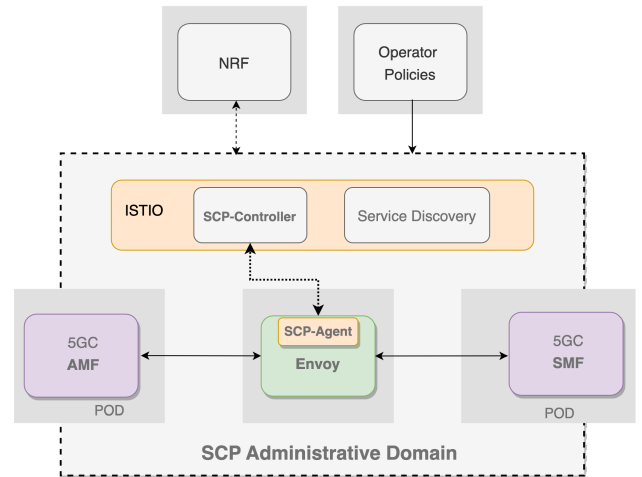 NRF
Operator
Policies
ISTIO
SCP-Controller
Service Discovery
5GC
AMF
POD
SCP-Agent
Envoy
5GC
SMF
POD
SCP Administrative Domain